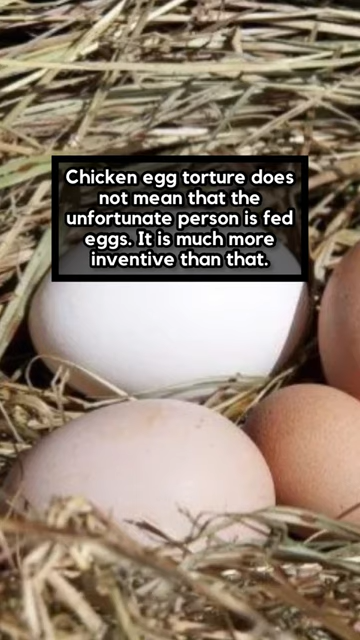 Chicken egg torture does
not mean that the
unfortunate person is fed
eggs. It is much more
inventive than that.